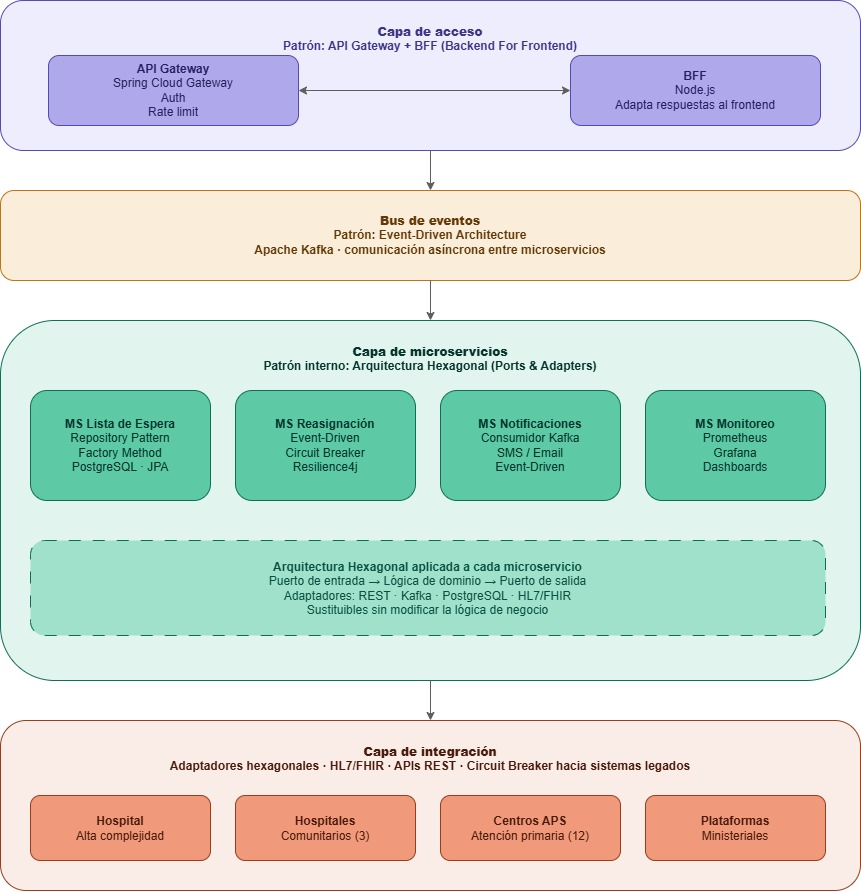 Capa de acceso
Patrón: API Gateway + BFF (Backend For Frontend)
API Gateway
Spring Cloud Gateway
Auth
Rate limit
BFF
Node.js
Adapta respuestas al frontend
Bus de eventos
Patrón: Event-Driven Architecture
Apache Kafka · comunicación asíncrona entre microservicios
Capa de microservicios
Patrón interno: Arquitectura Hexagonal (Ports & Adapters)
MS Lista de Espera
Repository Pattern
Factory Method
PostgreSQL · JPA
MS Reasignación
Event-Driven
Circuit Breaker
Resilience4j
MS Notificaciones
Consumidor Kafka
SMS / Email
Event-Driven
MS Monitoreo
Prometheus
Grafana
Dashboards
Arquitectura Hexagonal aplicada a cada microservicio
Puerto de entrada → Lógica de dominio → Puerto de salida
Adaptadores: REST · Kafka · PostgreSQL · HL7/FHIR
Sustituibles sin modificar la lógica de negocio
Capa de integración
Adaptadores hexagonales · HL7/FHIR · APIs REST · Circuit Breaker hacia sistemas legados
Hospital
Alta complejidad
Hospitales
Comunitarios (3)
Centros APS
Atención primaria (12)
Plataformas
Ministeriales